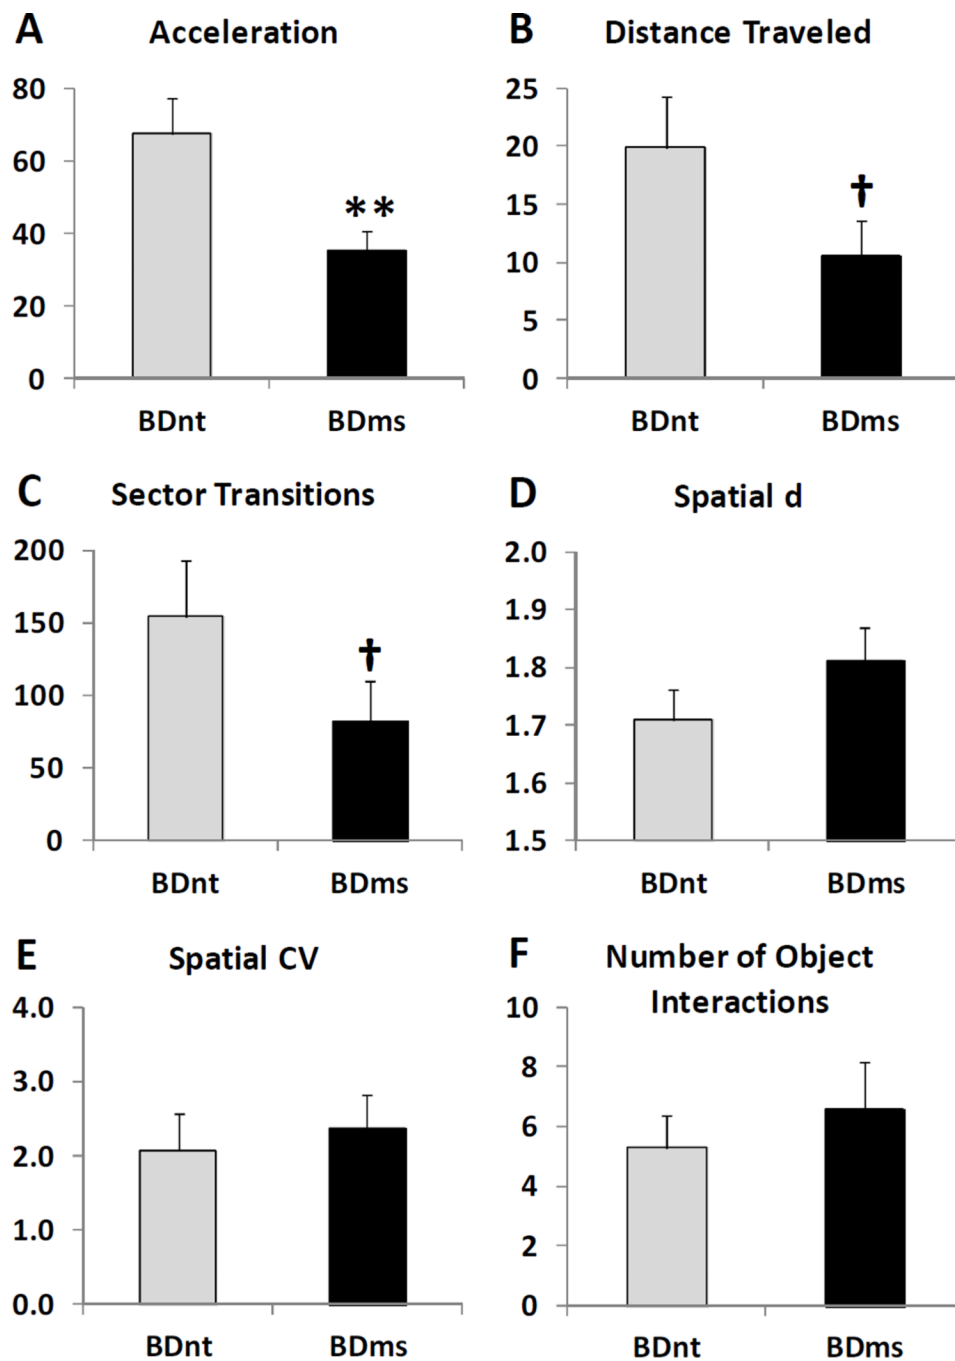 A Acceleration
80
60
40
20
0
**
BDnt BDms
B Distance Traveled
25
20
15
10
5
0
†
BDnt BDms
C Sector Transitions
200
150
100
50
0
†
BDnt BDms
D Spatial d
2.0
1.9
1.8
1.7
1.6
1.5
BDnt BDms
E Spatial CV
4.0
3.0
2.0
1.0
0.0
BDnt BDms
F Number of Object
Interactions
10
8
6
4
2
0
BDnt BDms